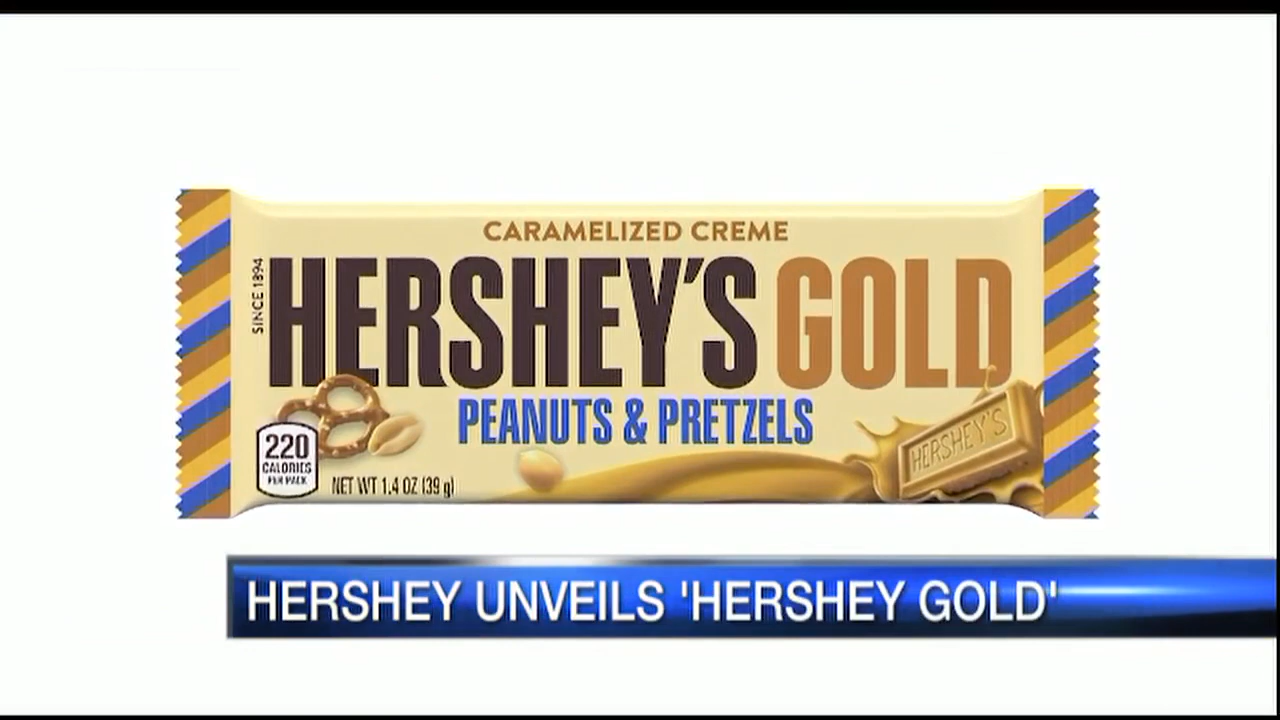 CARAMELIZED CREME
SINCE 1894
HERSHEY'S GOLD
PEANUTS & PRETZELS
HERSHEY'S
220
CALORIES
PER PACK
NET WT 1.4 OZ (39 g)
HERSHEY UNVEILS 'HERSHEY GOLD'